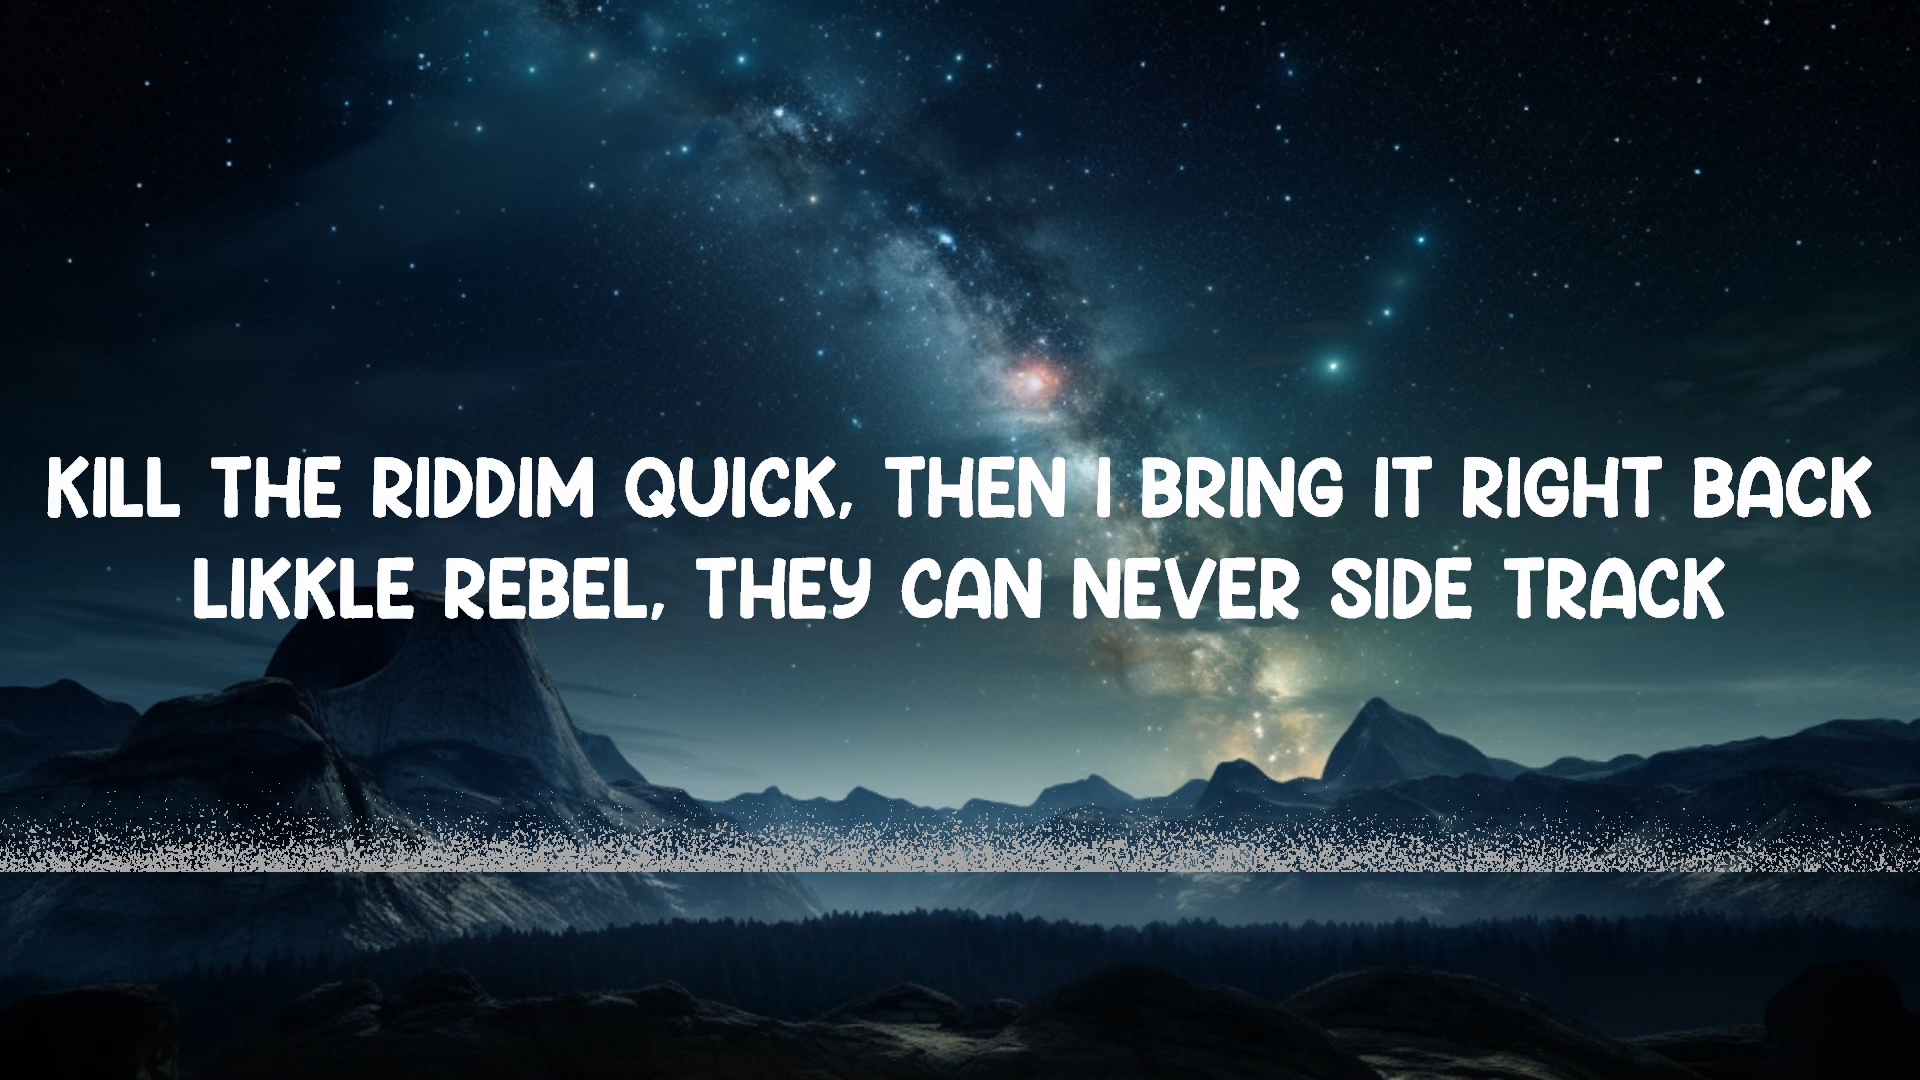 KILL THE RIDDIM QUICK, THEN I BRING IT RIGHT BACK
LIKKLE REBEL, THEY CAN NEVER SIDE TRACK